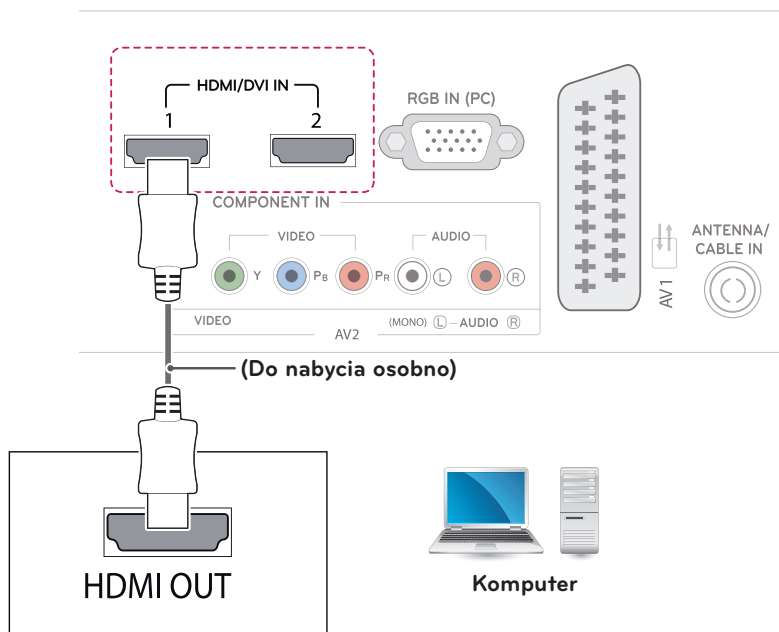 HDMI/DVI IN
1 2
RGB IN (PC)
COMPONENT IN
VIDEO AUDIO
Y PB PR L R
VIDEO
AV2
(MONO) L – AUDIO R
AV1
ANTENNA/
CABLE IN
(Do nabycia osobno)
HDMI OUT
Komputer